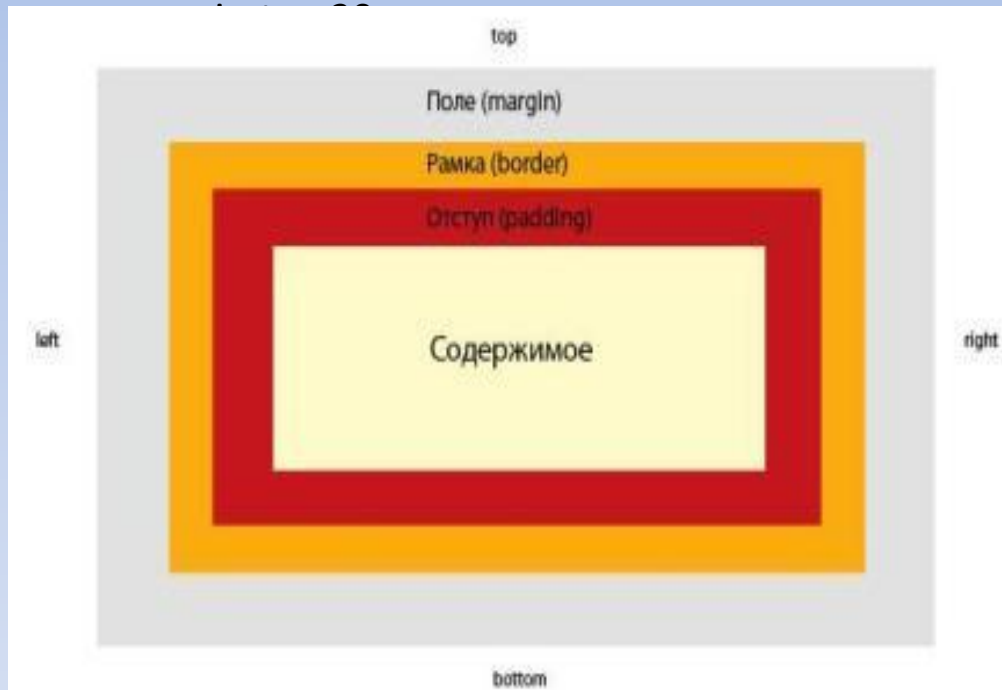 top
Поле (margin)
Рамка (border)
Отступ (padding)
left
Содержимое
right
bottom